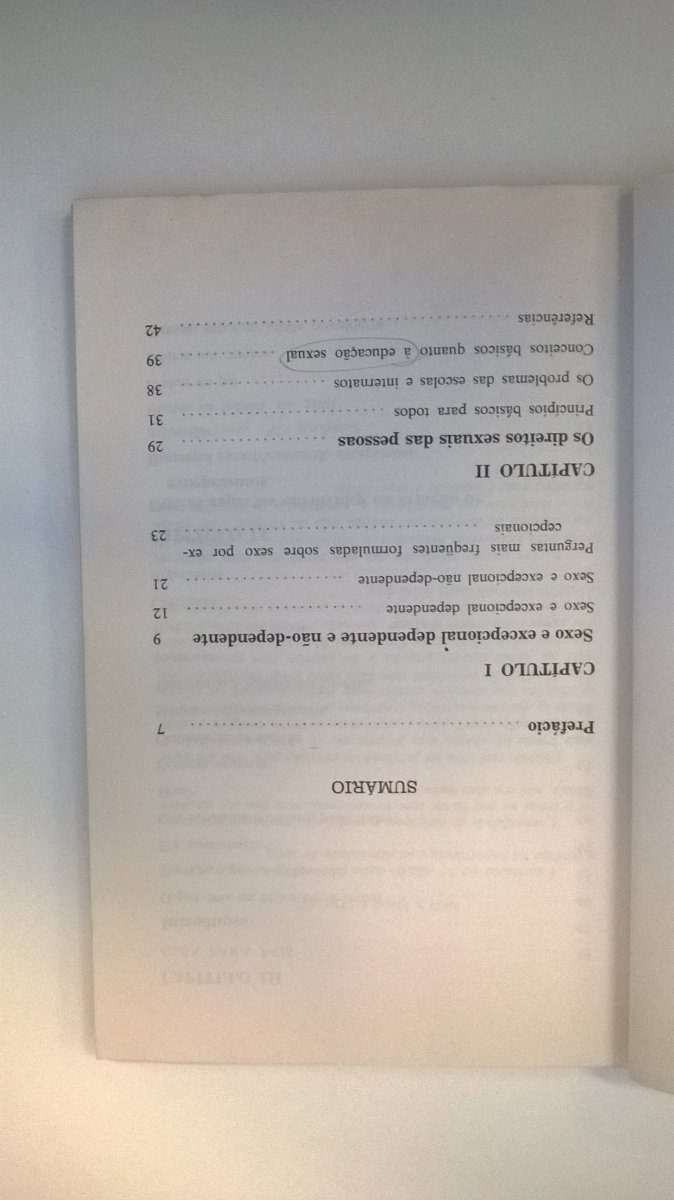 SUMÁRIO
Prefácio ........................................ 7
CAPÍTULO I
Sexo e excepcional dependente e não-dependente 9
Sexo e excepcional dependente ...................... 12
Sexo e excepcional não-dependente .................. 21
Perguntas mais freqüentes formuladas sobre sexo por ex-
cepcionais ..................................... 23
CAPÍTULO II
Os direitos sexuais das pessoas .................. 29
Princípios básicos para todos ......................... 31
Os problemas das escolas e internatos .................. 38
Conceitos básicos quanto à educação sexual ............ 39
Referências ......................................... 42